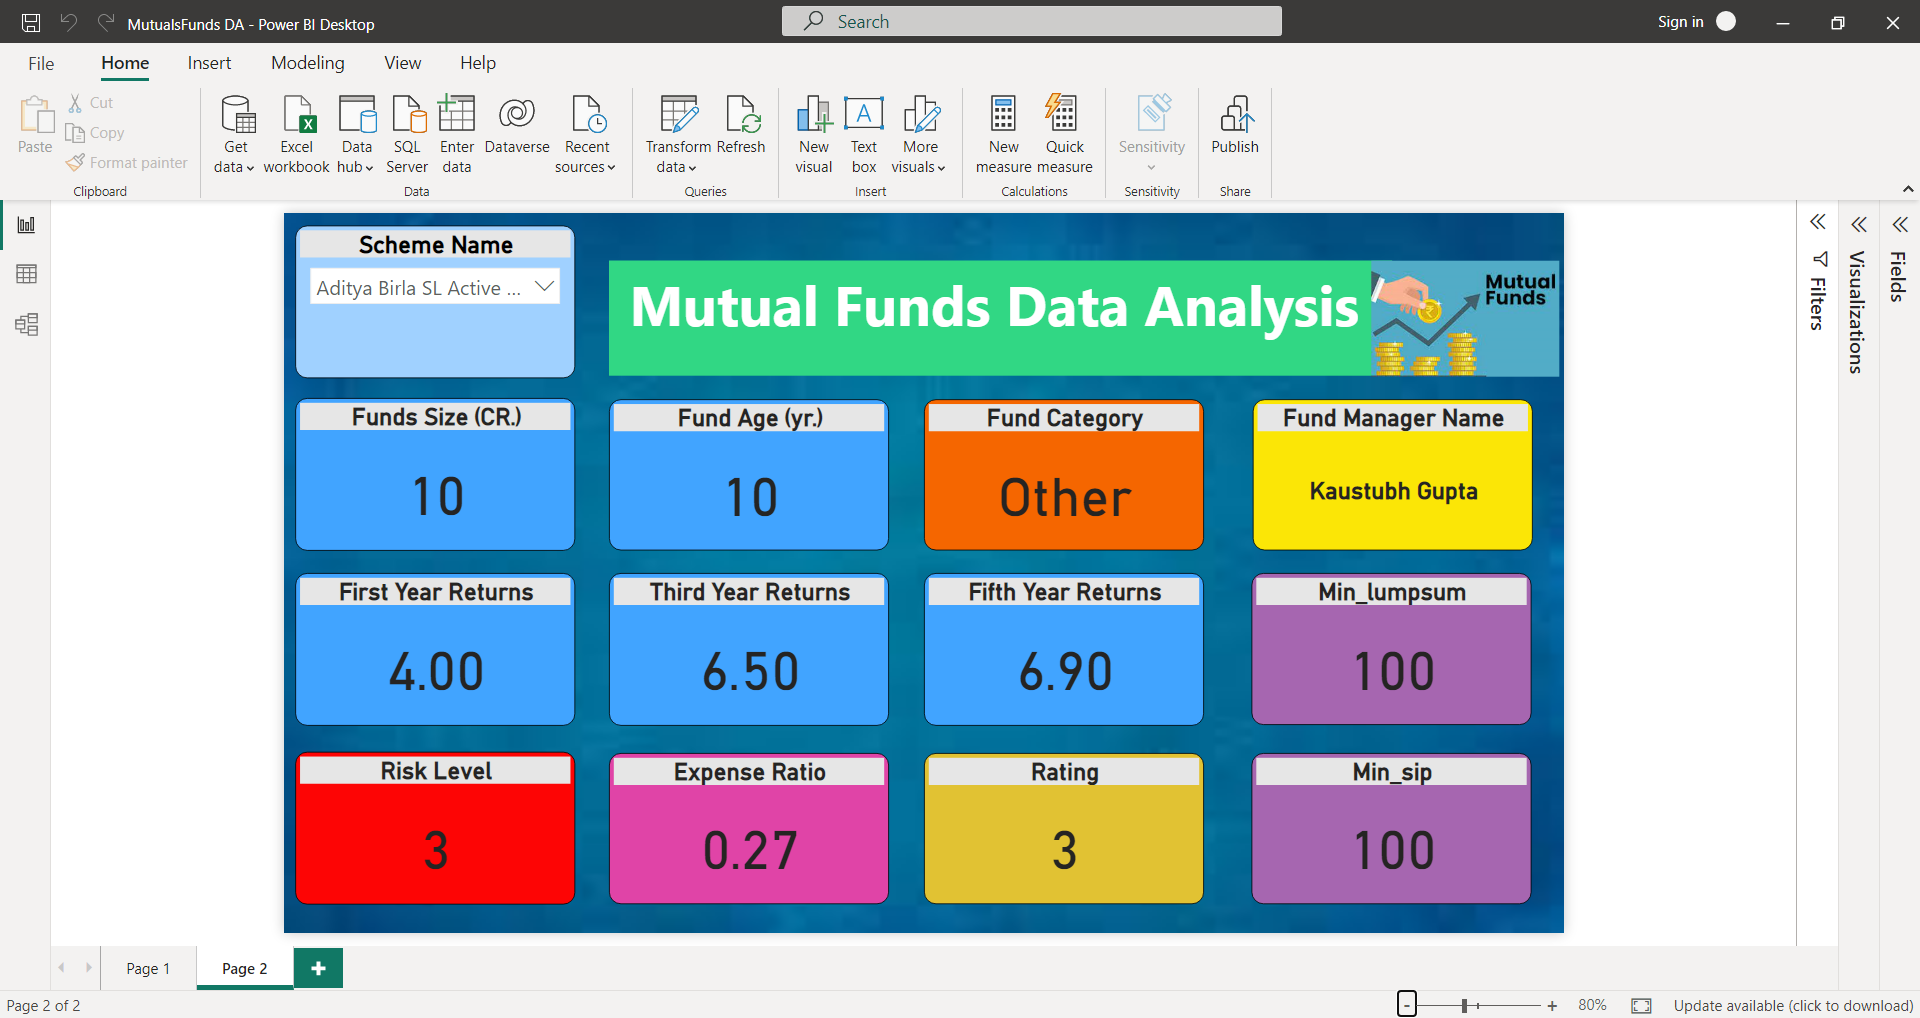 MutualsFunds DA - Power BI Desktop
Search
Sign in
File
Home
Insert
Modeling
View
Help
Paste
Cut
Copy
Format painter
Clipboard
Get data
Excel workbook
Data hub
SQL Server
Enter data
Dataverse
Recent sources
Data
Transform data
Refresh
Queries
New visual
Text box
More visuals
Insert
New measure
Quick measure
Calculations
Sensitivity
Sensitivity
Publish
Share
Scheme Name
Aditya Birla SL Active ...
Mutual Funds Data Analysis
Mutual
Funds
Funds Size (CR.)
10
Fund Age (yr.)
10
Fund Category
Other
Fund Manager Name
Kaustubh Gupta
First Year Returns
4.00
Third Year Returns
6.50
Fifth Year Returns
6.90
Min_lumpsum
100
Risk Level
3
Expense Ratio
0.27
Rating
3
Min_sip
100
Filters
Visualizations
Fields
Page 1
Page 2
Page 2 of 2
80%
Update available (click to download)